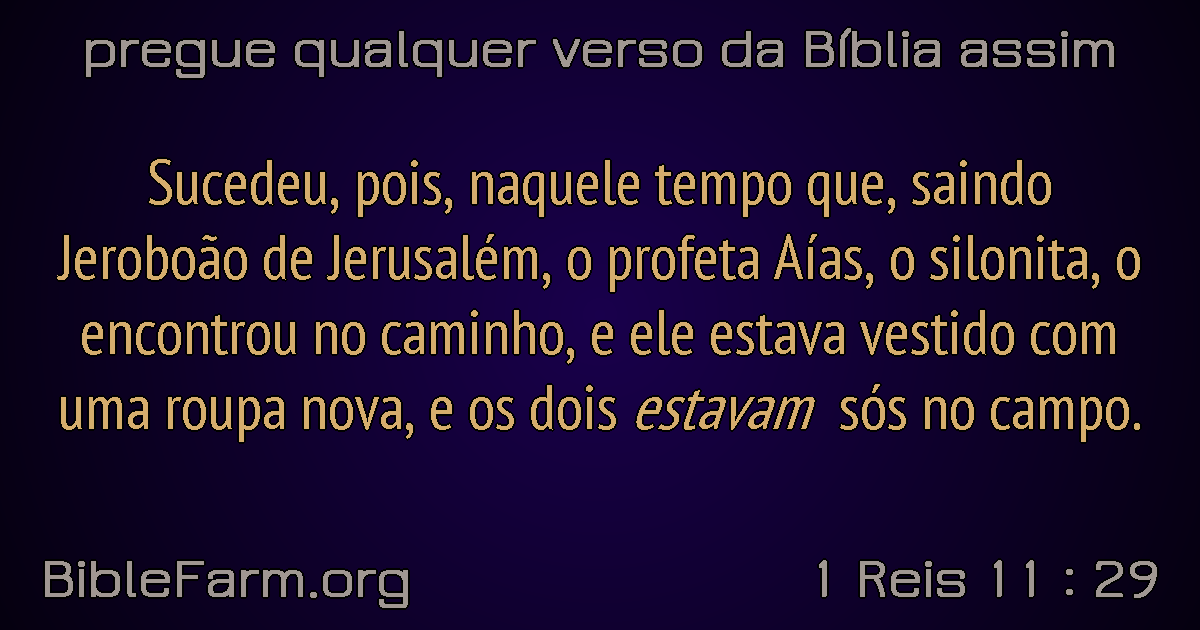 pregue qualquer verso da Bíblia assim
Sucedeu, pois, naquele tempo que, saindo
Jeroboão de Jerusalém, o profeta Aías, o silonita, o
encontrou no caminho, e ele estava vestido com
uma roupa nova, e os dois estavam sós no campo.
BibleFarm.org
1 Reis 11 : 29